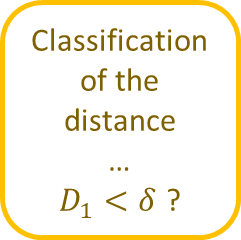 Classification
of the
distance
...
D₁ < δ ?